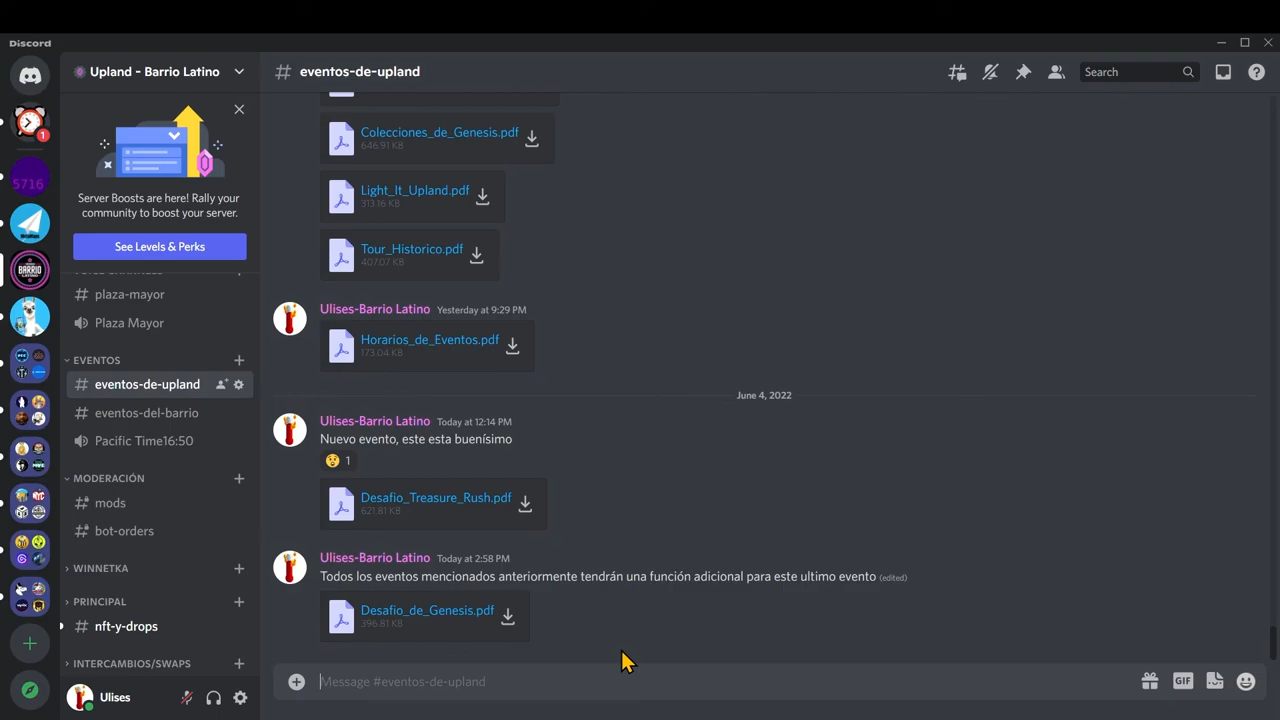 Discord
Upland - Barrio Latino
Server Boosts are here! Rally your
community to boost your server.
See Levels & Perks
VOICE CHANNELS
plaza-mayor
Plaza Mayor
EVENTOS
eventos-de-upland
eventos-del-barrio
Pacific Time16:50
MODERACIÓN
mods
bot-orders
WINNETKA
PRINCIPAL
nft-y-drops
INTERCAMBIOS/SWAPS
Ulises
1
5716
BARRIO
# eventos-de-upland
Search
Colecciones_de_Genesis.pdf
646.91 KB
Light_It_Upland.pdf
313.16 KB
Tour_Historico.pdf
407.07 KB
Ulises-Barrio Latino Yesterday at 9:29 PM
Horarios_de_Eventos.pdf
173.04 KB
June 4, 2022
Ulises-Barrio Latino Today at 12:14 PM
Nuevo evento, este esta buenísimo
1
Desafio_Treasure_Rush.pdf
621.81 KB
Ulises-Barrio Latino Today at 2:58 PM
Todos los eventos mencionados anteriormente tendrán una función adicional para este ultimo evento (edited)
Desafio_de_Genesis.pdf
396.81 KB
Message #eventos-de-upland
GIF